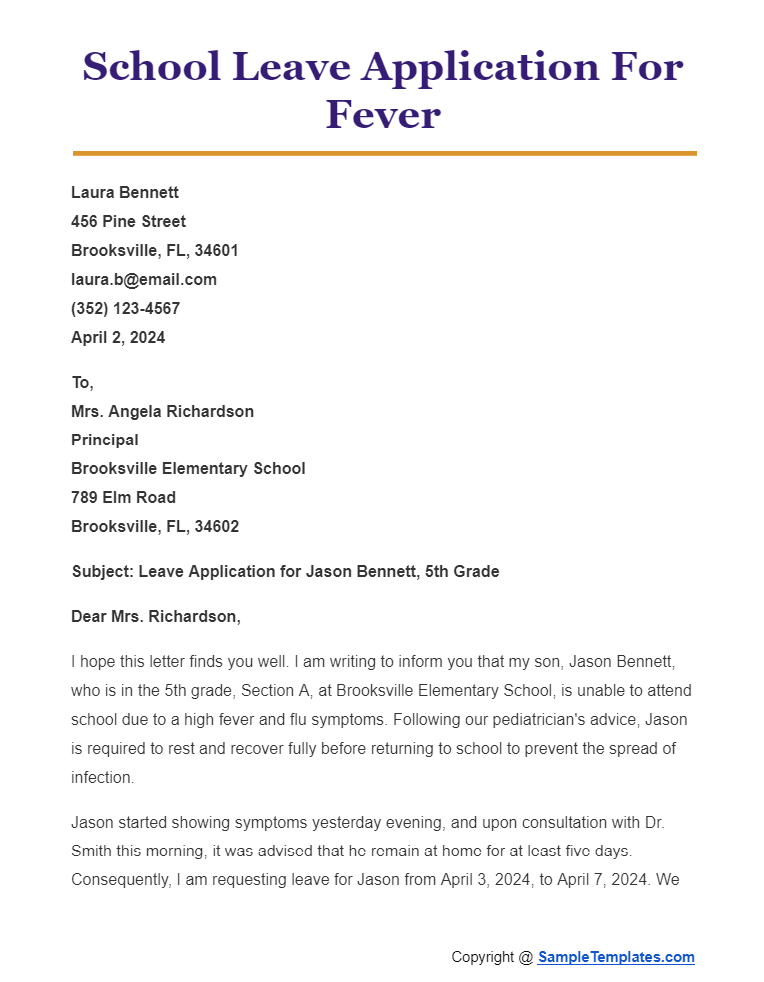 School Leave Application For
Fever
Laura Bennett
456 Pine Street
Brooksville, FL, 34601
laura.b@email.com
(352) 123-4567
April 2, 2024
To,
Mrs. Angela Richardson
Principal
Brooksville Elementary School
789 Elm Road
Brooksville, FL, 34602
Subject: Leave Application for Jason Bennett, 5th Grade
Dear Mrs. Richardson,
I hope this letter finds you well. I am writing to inform you that my son, Jason Bennett,
who is in the 5th grade, Section A, at Brooksville Elementary School, is unable to attend
school due to a high fever and flu symptoms. Following our pediatrician's advice, Jason
is required to rest and recover fully before returning to school to prevent the spread of
infection.
Jason started showing symptoms yesterday evening, and upon consultation with Dr.
Smith this morning, it was advised that he remain at home for at least five days.
Consequently, I am requesting leave for Jason from April 3, 2024, to April 7, 2024. We
Copyright @ SampleTemplates.com